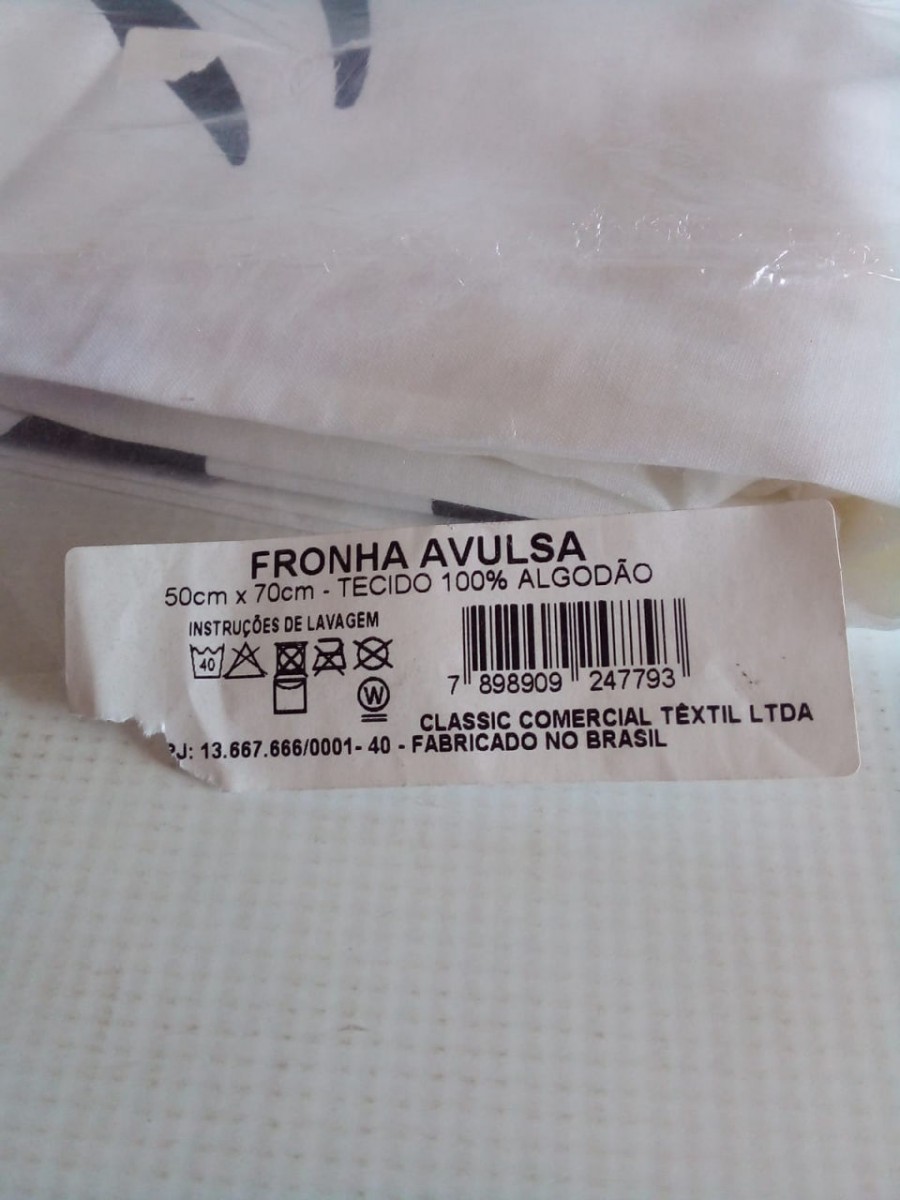 FRONHA AVULSA
50cm x 70cm - TECIDO 100% ALGODÃO
INSTRUÇÕES DE LAVAGEM
40
W
7 898909 247793
CLASSIC COMERCIAL TÊXTIL LTDA
PJ: 13.667.666/0001- 40 - FABRICADO NO BRASIL